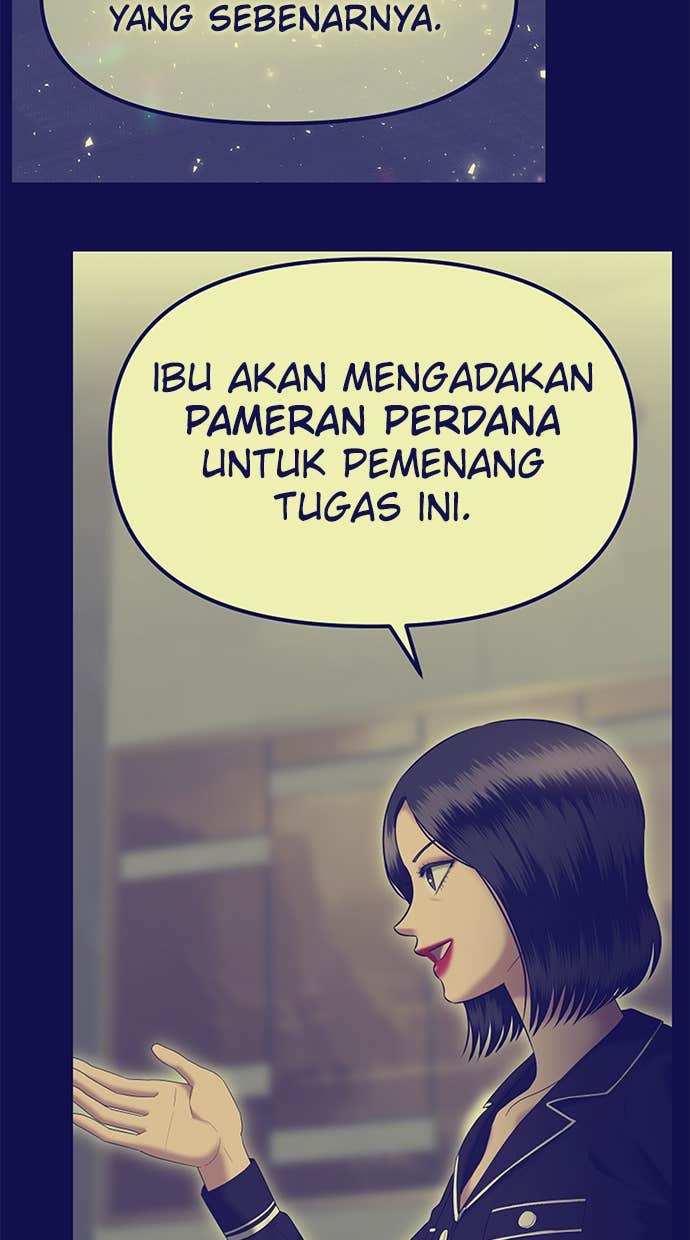 YANG SEBENARNYA.
IBU AKAN MENGADAKAN
PAMERAN PERDANA
UNTUK PEMENANG
TUGAS INI.